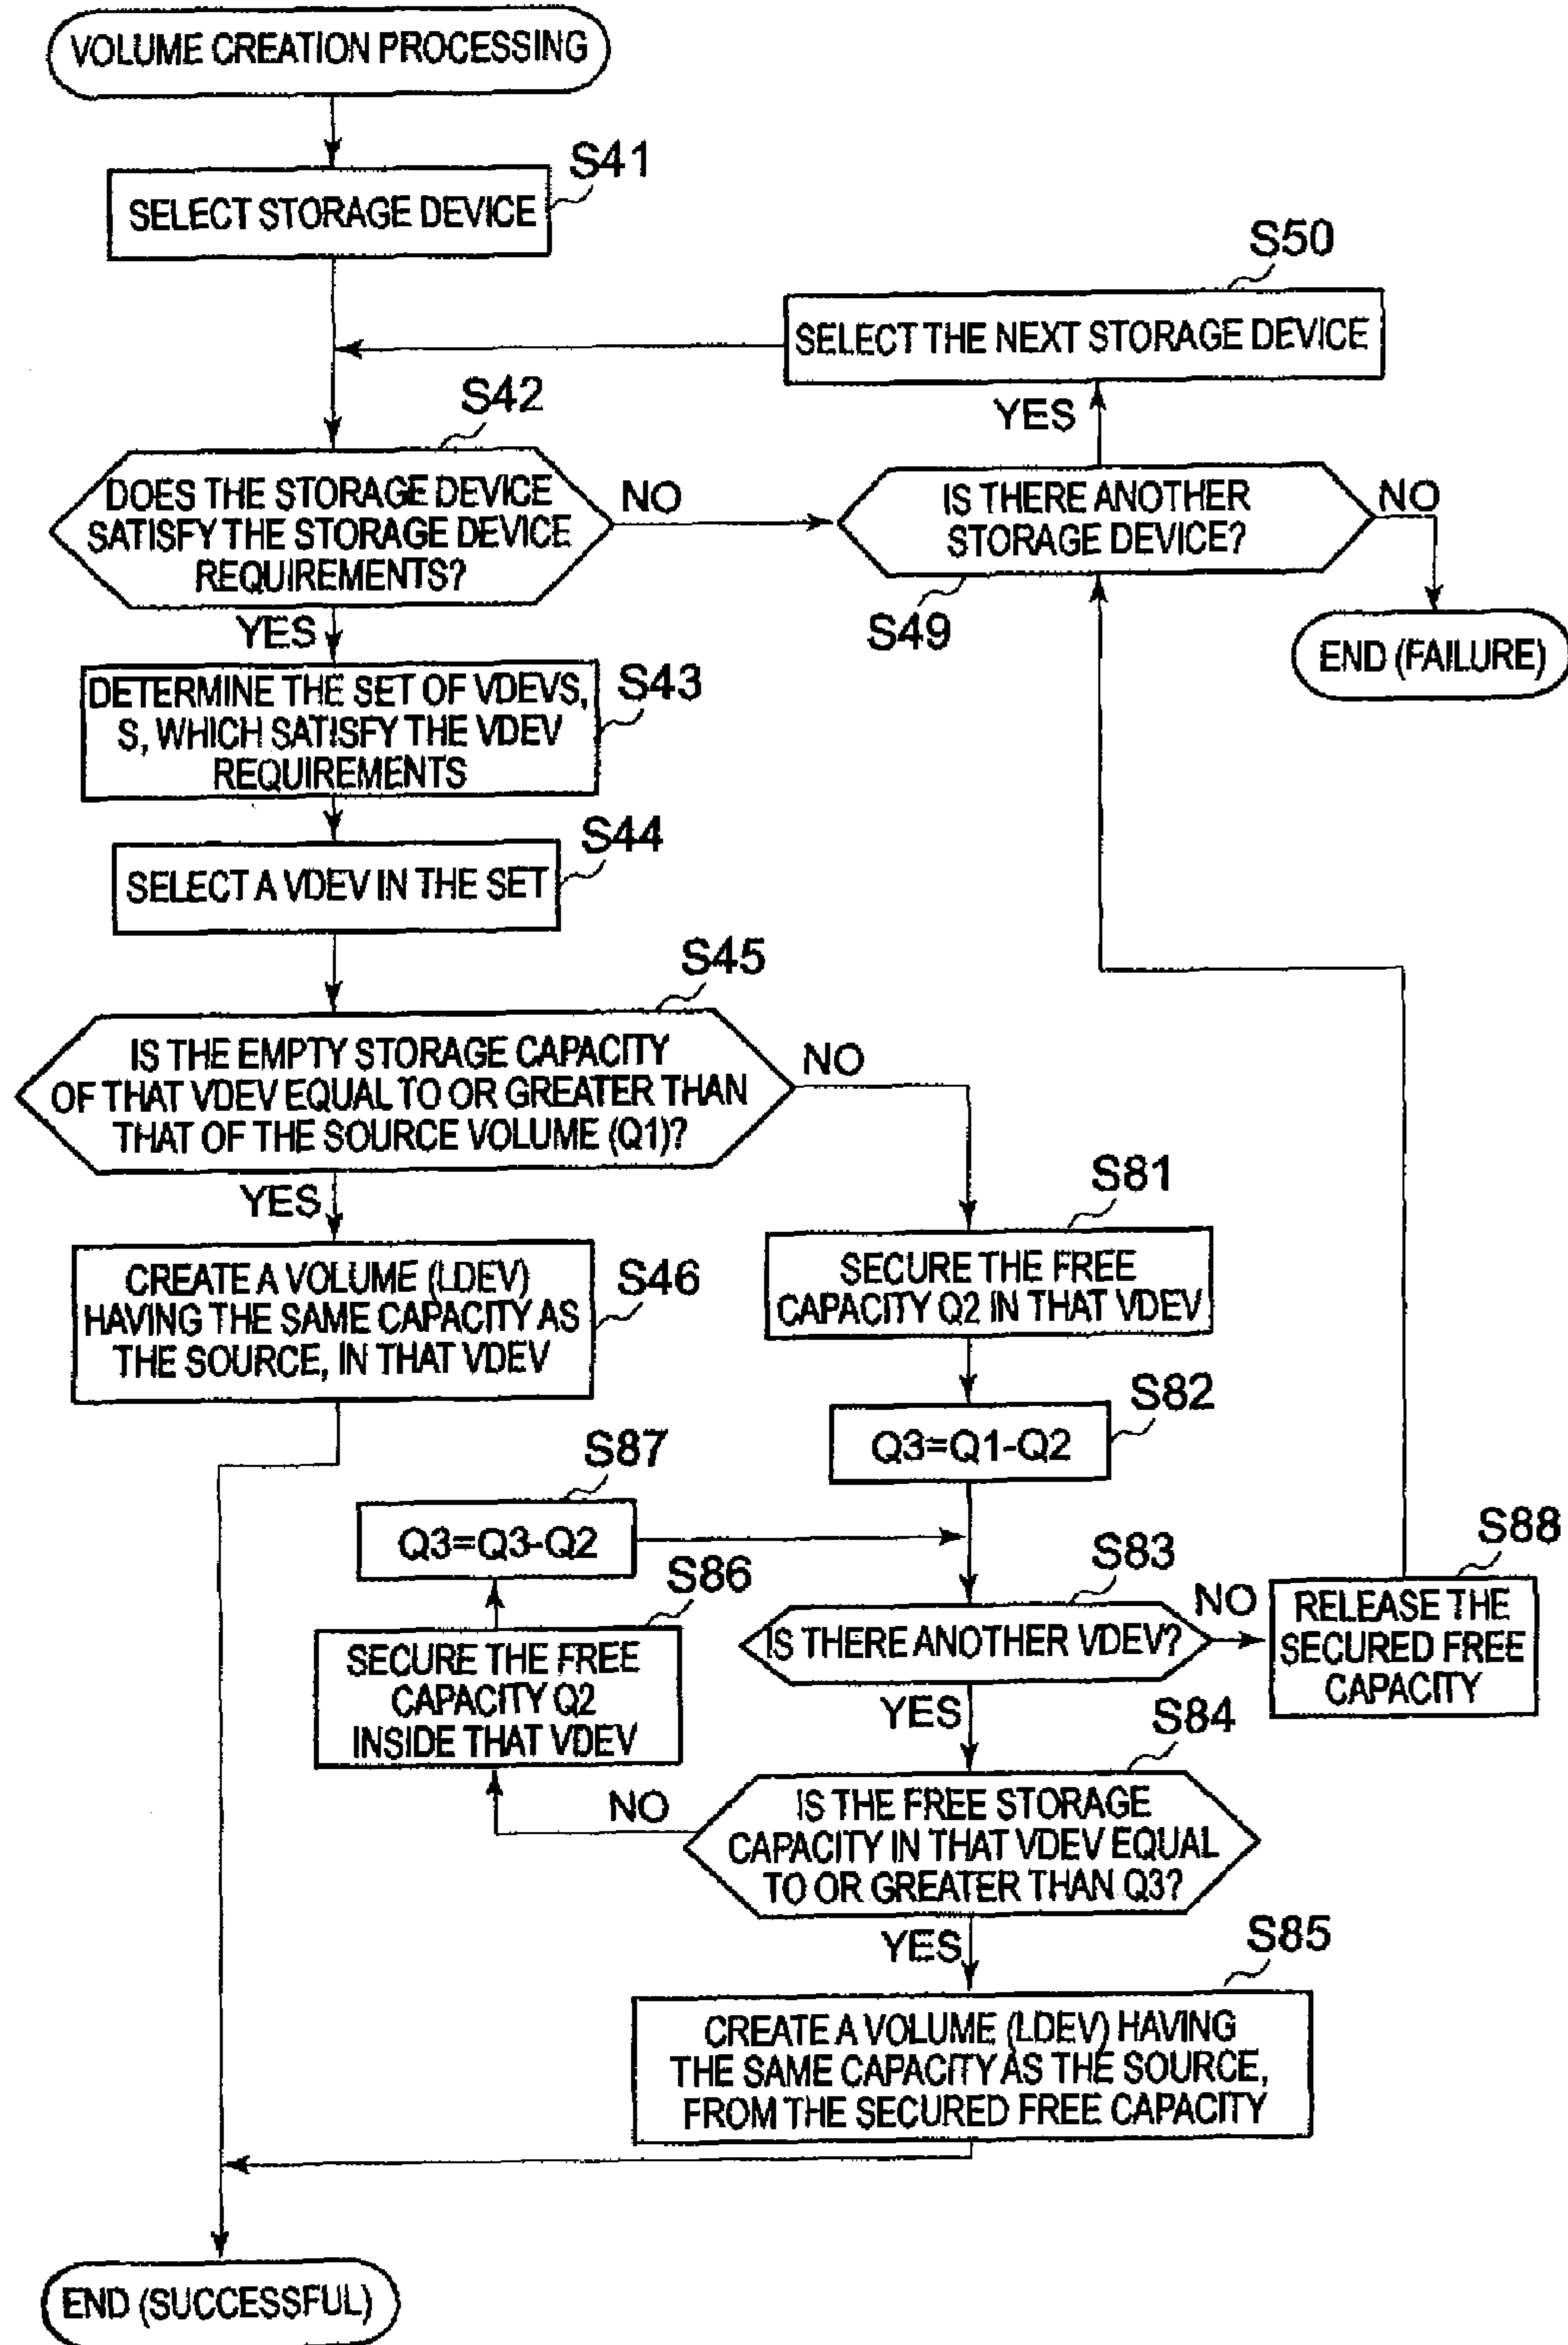 VOLUME CREATION PROCESSING
S41
SELECT STORAGE DEVICE
S50
SELECT THE NEXT STORAGE DEVICE
S42
YES
DOES THE STORAGE DEVICE
SATISFY THE STORAGE DEVICE
REQUIREMENTS?
NO
IS THERE ANOTHER
STORAGE DEVICE?
NO
S49
YES
END (FAILURE)
DETERMINE THE SET OF VDEVS,
S, WHICH SATISFY THE VDEV
REQUIREMENTS
S43
S44
SELECT A VDEV IN THE SET
S45
IS THE EMPTY STORAGE CAPACITY
OF THAT VDEV EQUAL TO OR GREATER THAN
THAT OF THE SOURCE VOLUME (Q1)?
NO
YES
S81
SECURE THE FREE
CAPACITY Q2 IN THAT VDEV
CREATE A VOLUME (LDEV)
HAVING THE SAME CAPACITY AS
THE SOURCE, IN THAT VDEV
S46
S82
Q3=Q1-Q2
S87
Q3=Q3-Q2
S86
SECURE THE FREE
CAPACITY Q2
INSIDE THAT VDEV
S83
IS THERE ANOTHER VDEV?
NO
S88
RELEASE THE
SECURED FREE
CAPACITY
YES
S84
NO
IS THE FREE STORAGE
CAPACITY IN THAT VDEV EQUAL
TO OR GREATER THAN Q3?
YES
S85
CREATE A VOLUME (LDEV) HAVING
THE SAME CAPACITY AS THE SOURCE,
FROM THE SECURED FREE CAPACITY
END (SUCCESSFUL)